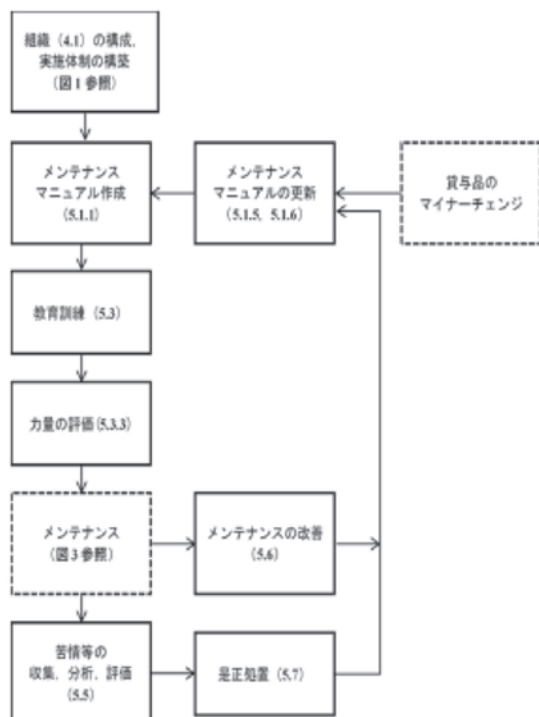 組織（4.1）の構成，
実施体制の構築
（図1参照）
メンテナンス
マニュアル作成
(5.1.1)
メンテナンス
マニュアルの更新
(5.1.5, 5.1.6)
貸与品の
マイナーチェンジ
教育訓練 (5.3)
力量の評価(5.3.3)
メンテナンス
（図3参照）
メンテナンスの改善
(5.6)
苦情等の
収集，分析，評価
(5.5)
是正処置 (5.7)